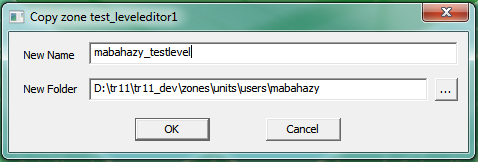 Copy zone test_leveleditor1
New Name mabahazy_testlevel
New Folder D:\tr11\tr11_dev\zones\units\users\mabahazy ...
OK Cancel